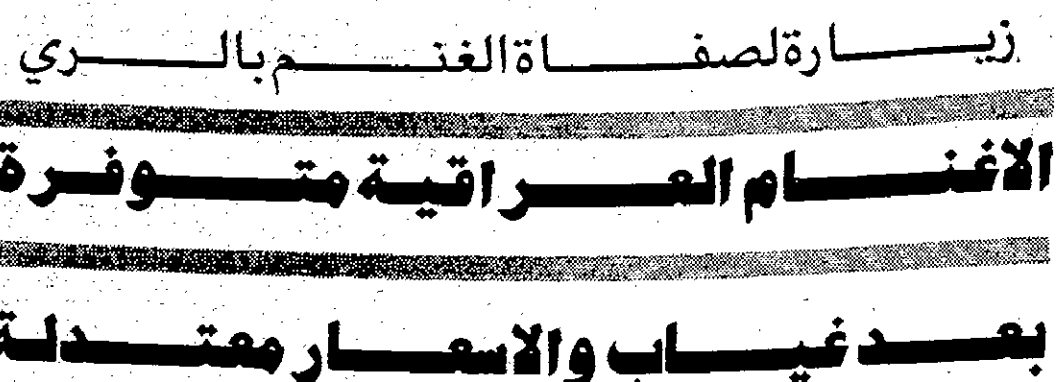 زيارة لصفاة الغنم بالري
الاغنام العراقية متوفرة
بعد غياب والاسعار معتدلة